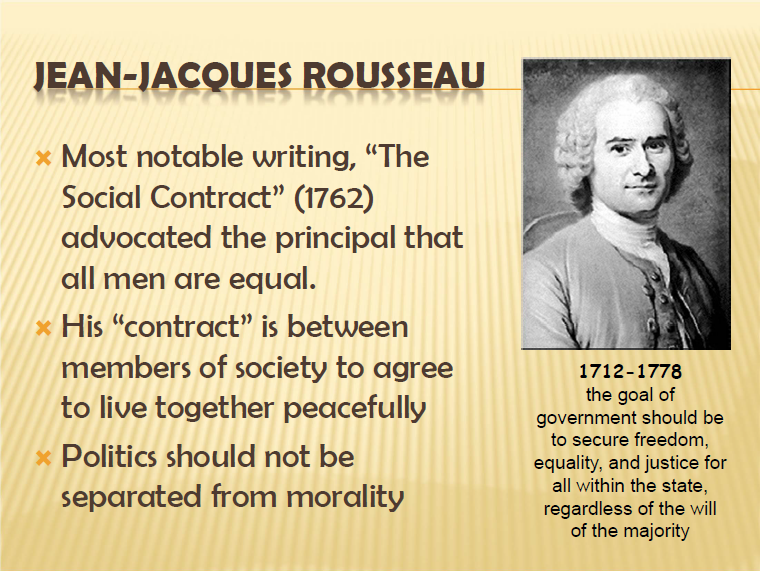 JEAN-JACQUES ROUSSEAU
Most notable writing, “The
Social Contract” (1762)
advocated the principal that
all men are equal.
His “contract” is between
members of society to agree
to live together peacefully
Politics should not be
separated from morality
1712-1778
the goal of
government should be
to secure freedom,
equality, and justice for
all within the state,
regardless of the will
of the majority